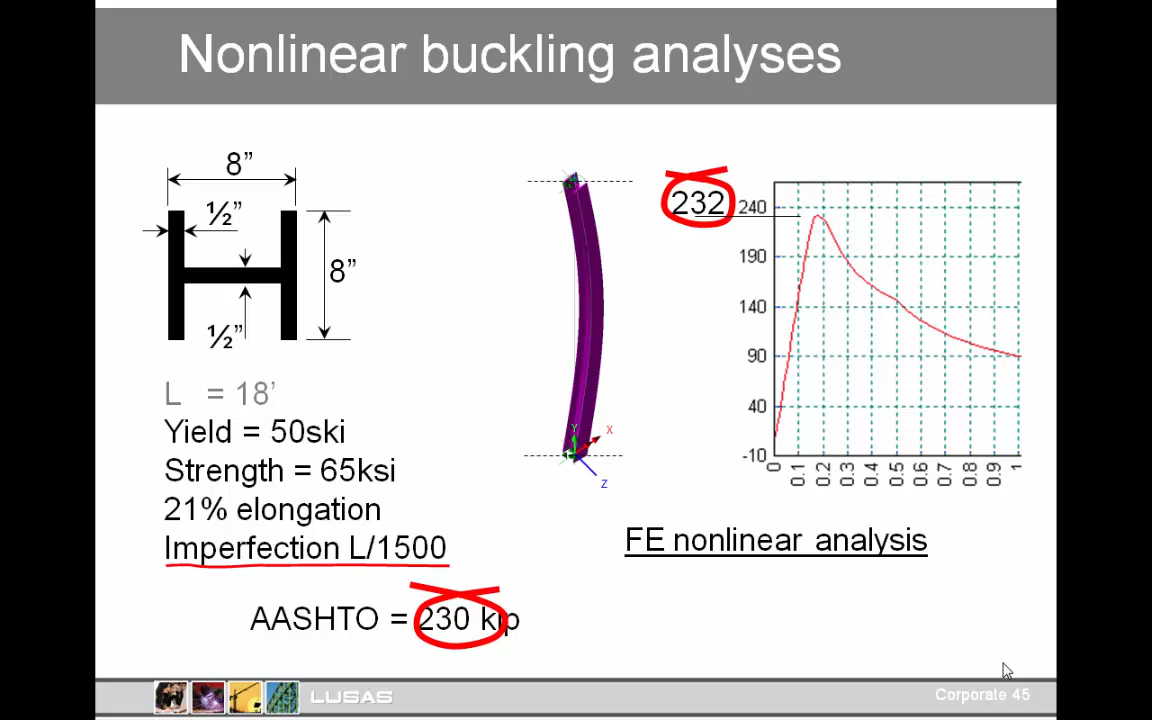 Nonlinear buckling analyses
8”
½”
8”
½”
L = 18’
Yield = 50ski
Strength = 65ksi
21% elongation
Imperfection L/1500
AASHTO = 230 kip
232
240
190
140
90
40
-10
0 0.1 0.2 0.3 0.4 0.5 0.6 0.7 0.8 0.9 1
Y
X
Z
FE nonlinear analysis
LUSAS
Corporate 45